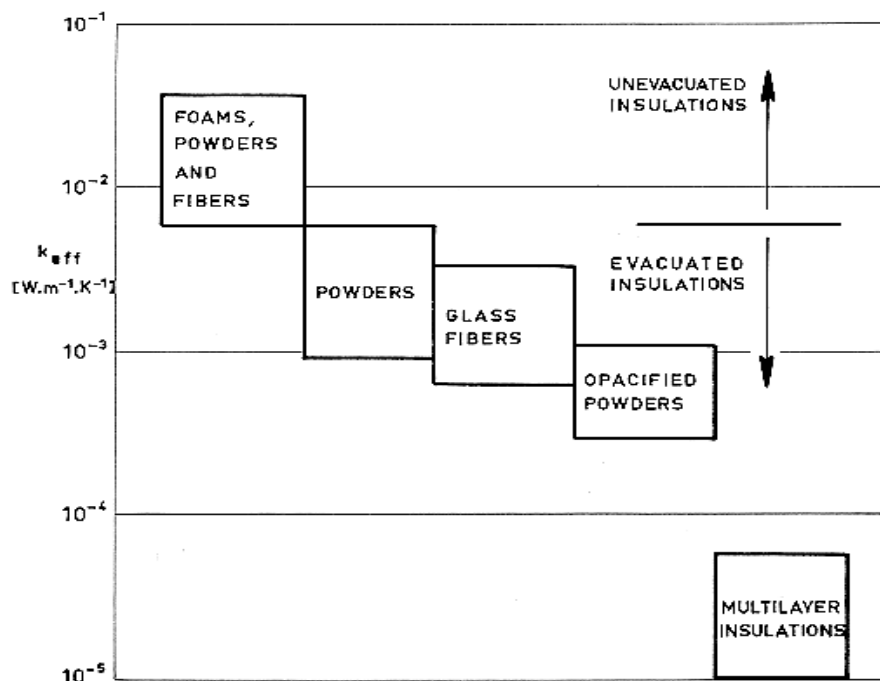 10⁻¹
UNEVACUATED
INSULATIONS
FOAMS,
POWDERS
AND
FIBERS
10⁻²
k eff
[W.m⁻¹.K⁻¹]
EVACUATED
INSULATIONS
POWDERS
GLASS
FIBERS
10⁻³
OPACIFIED
POWDERS
10⁻⁴
MULTILAYER
INSULATIONS
10⁻⁵